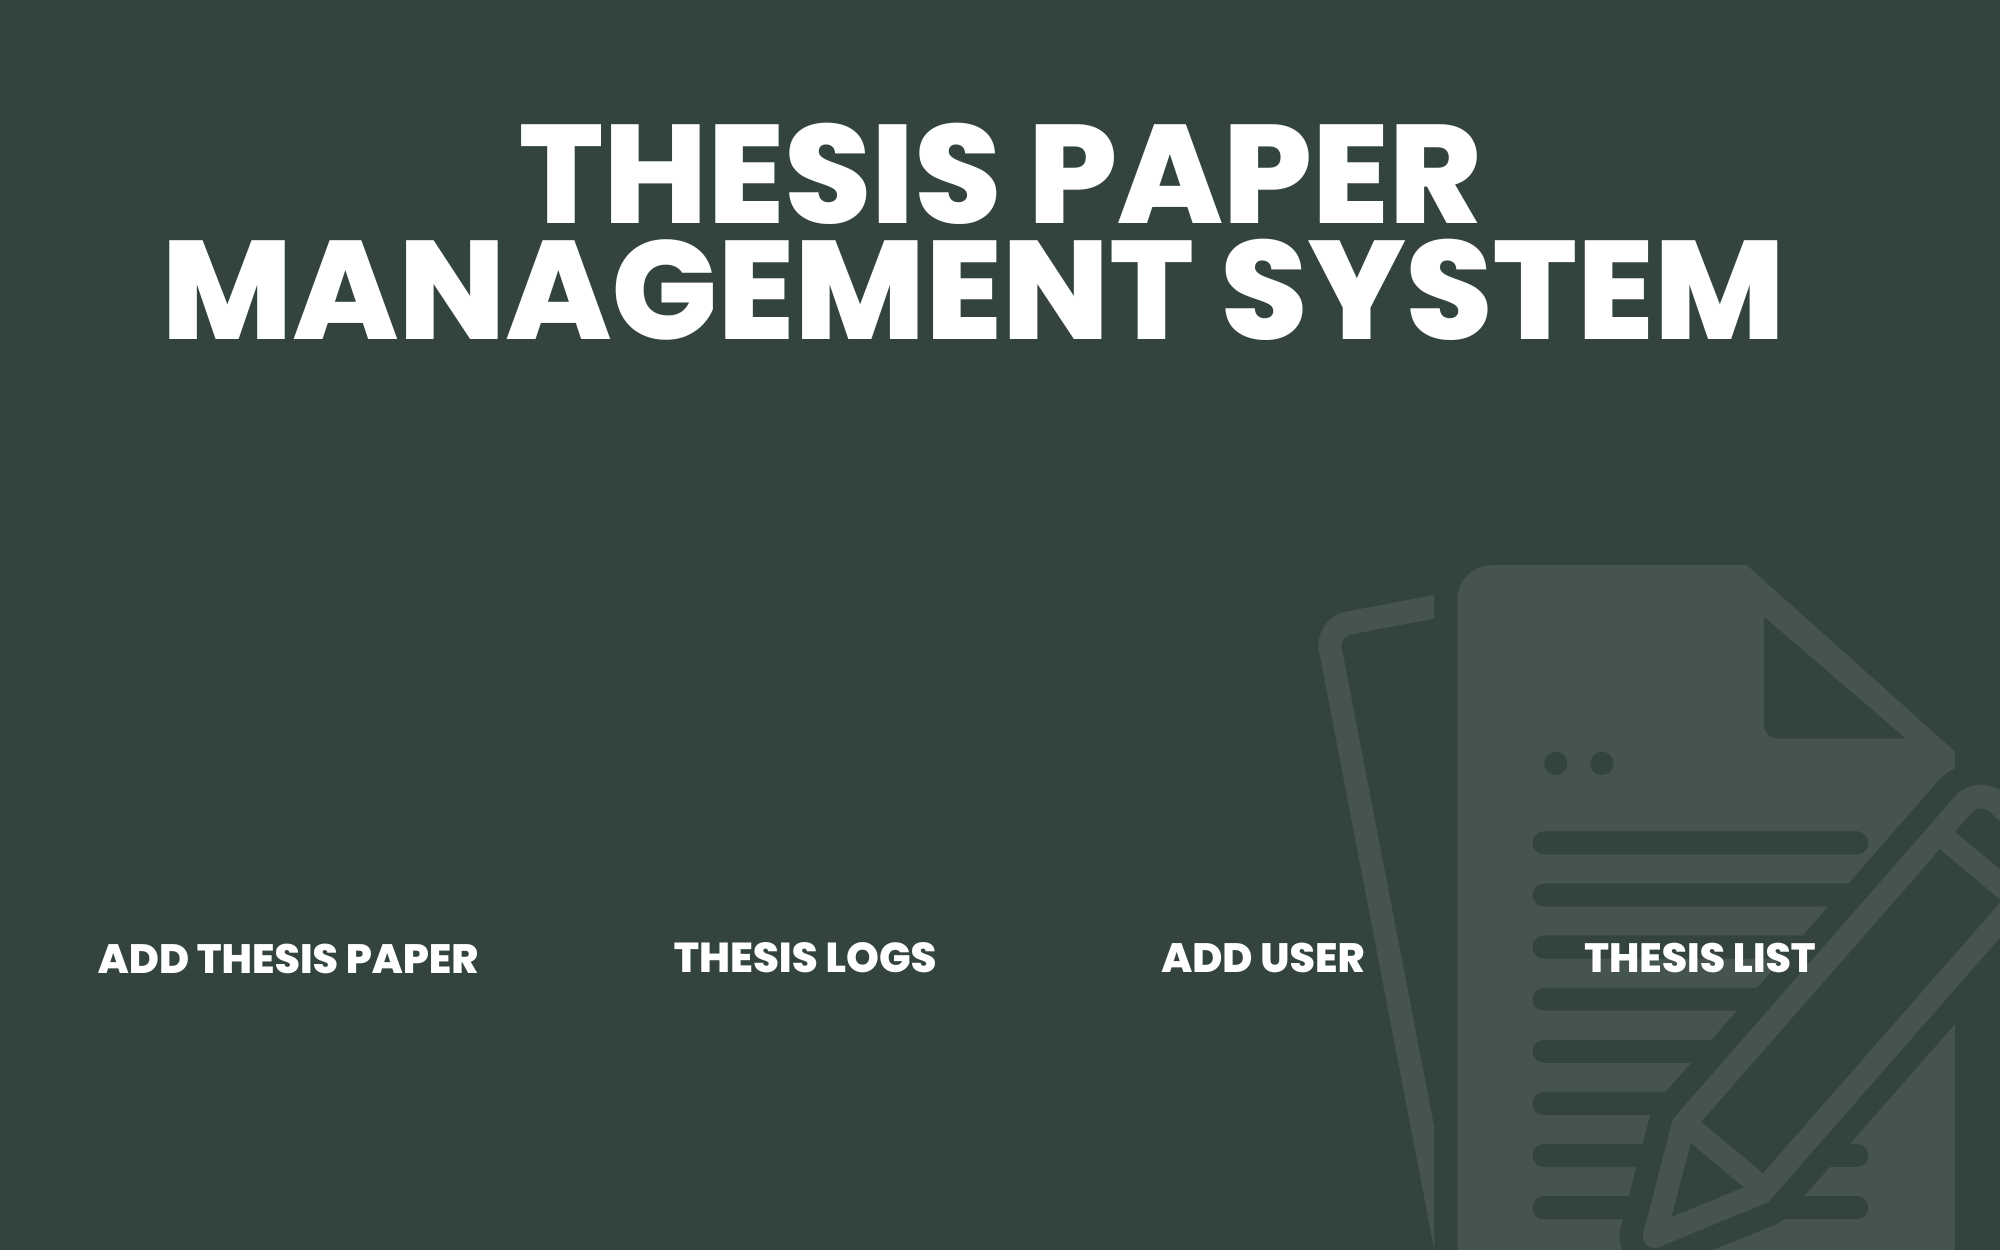 THESIS PAPER
MANAGEMENT SYSTEM
ADD THESIS PAPER
THESIS LOGS
ADD USER
THESIS LIST